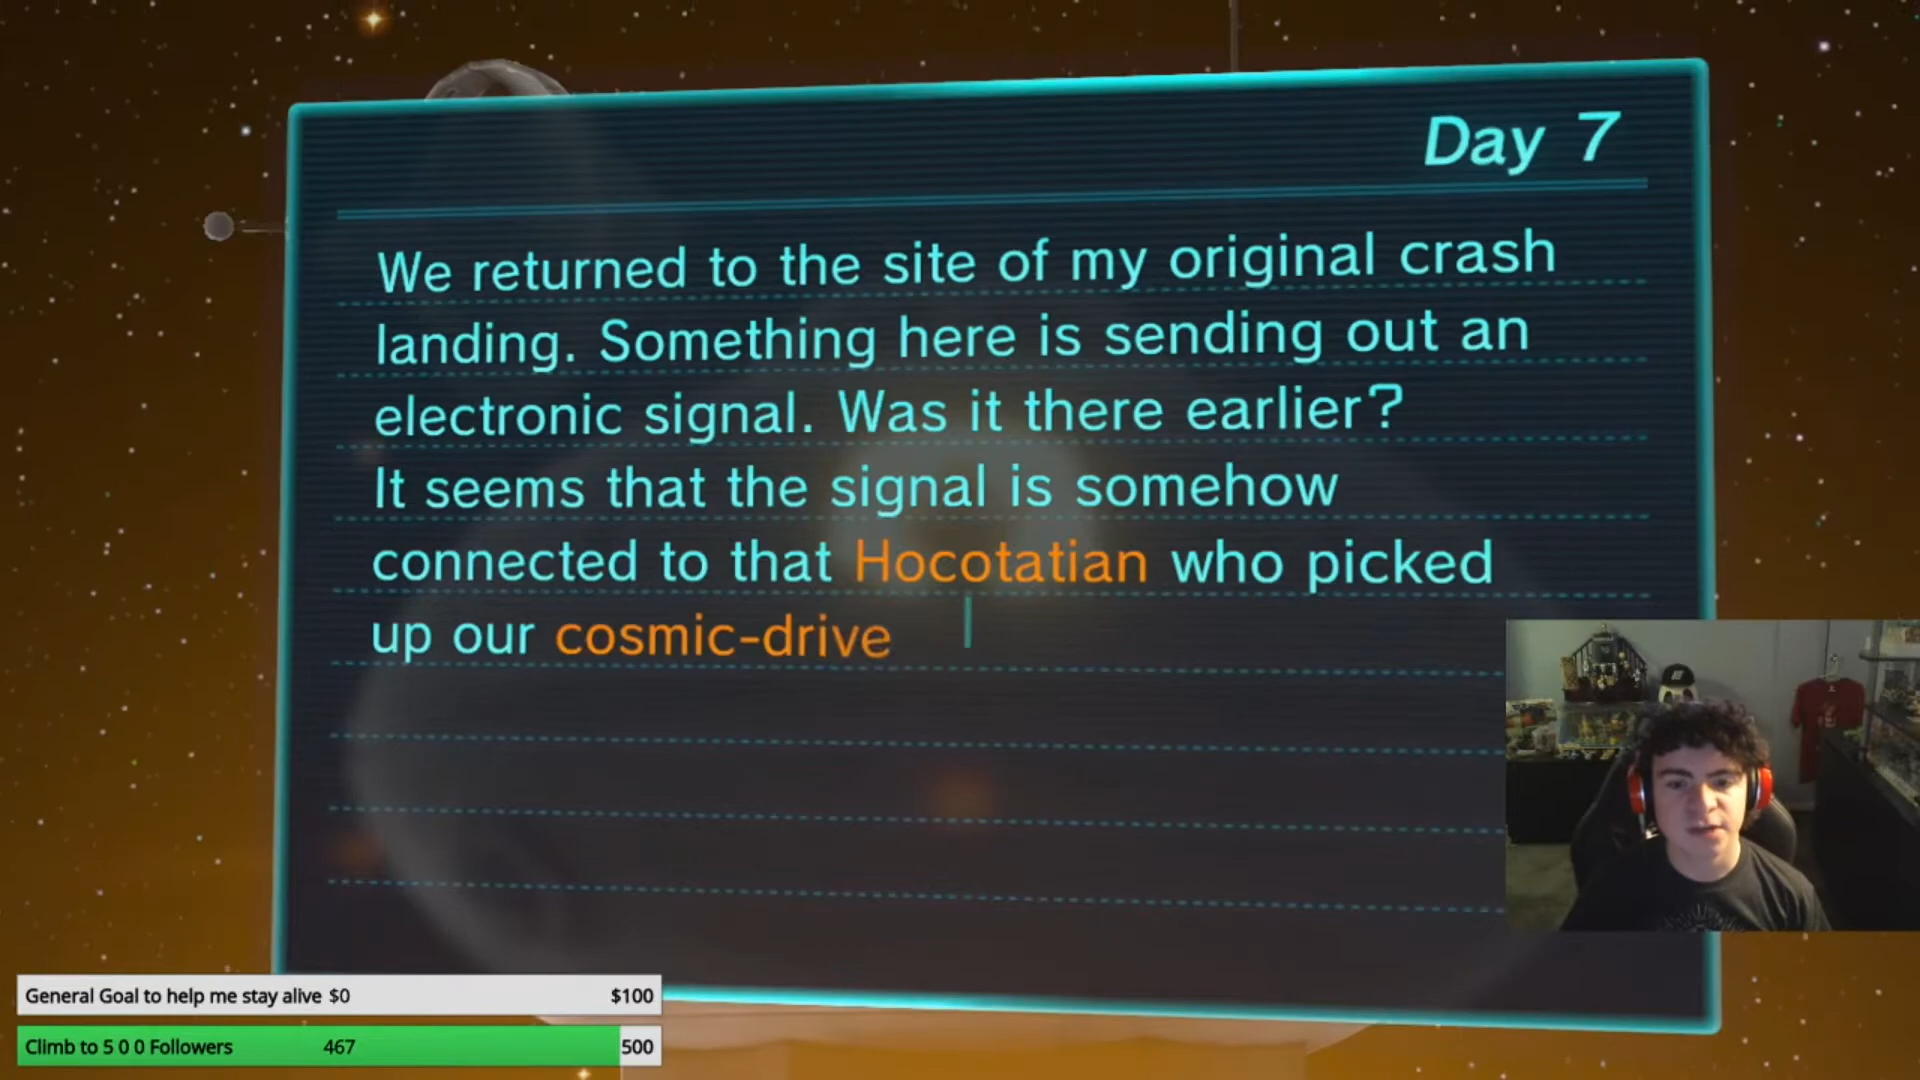 Day 7
We returned to the site of my original crash
landing. Something here is sending out an
electronic signal. Was it there earlier?
It seems that the signal is somehow
connected to that Hocotatian who picked
up our cosmic-drive
General Goal to help me stay alive $0 $100
Climb to 5 0 0 Followers 467 500